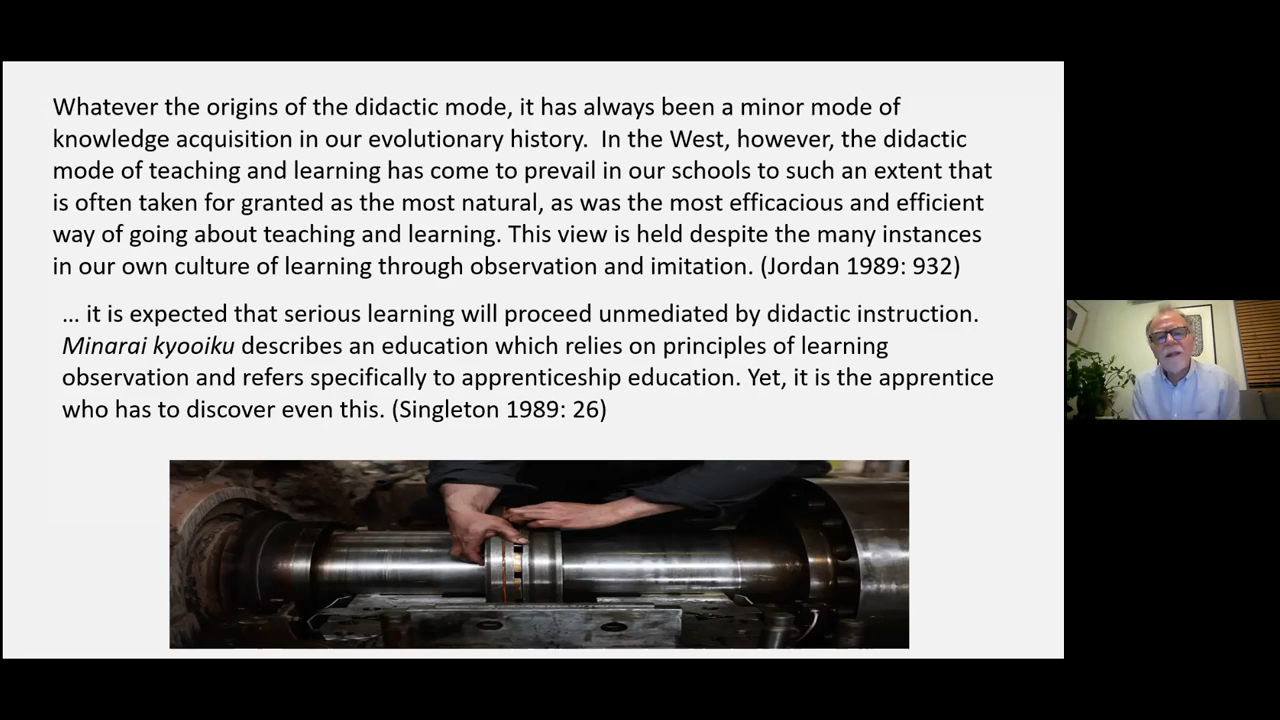 Whatever the origins of the didactic mode, it has always been a minor mode of
knowledge acquisition in our evolutionary history.  In the West, however, the didactic
mode of teaching and learning has come to prevail in our schools to such an extent that
is often taken for granted as the most natural, as was the most efficacious and efficient
way of going about teaching and learning. This view is held despite the many instances
in our own culture of learning through observation and imitation. (Jordan 1989: 932)
... it is expected that serious learning will proceed unmediated by didactic instruction.
Minarai kyooiku describes an education which relies on principles of learning
observation and refers specifically to apprenticeship education. Yet, it is the apprentice
who has to discover even this. (Singleton 1989: 26)